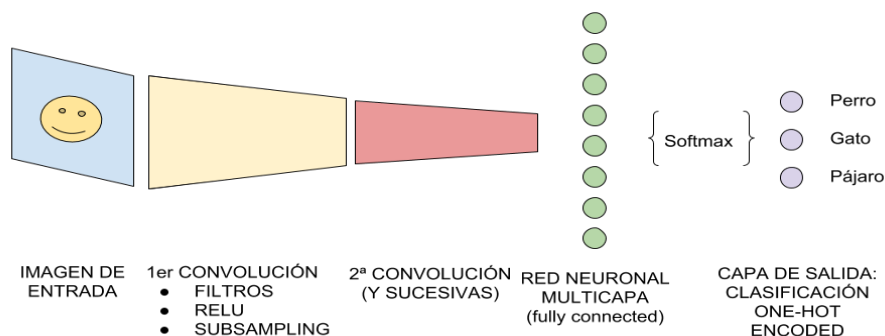 Softmax
Perro
Gato
Pájaro
IMAGEN DE
ENTRADA
1er CONVOLUCIÓN
● FILTROS
● RELU
● SUBSAMPLING
2ª CONVOLUCIÓN
(Y SUCESIVAS)
RED NEURONAL
MULTICAPA
(fully connected)
CAPA DE SALIDA:
CLASIFICACIÓN
ONE-HOT
ENCODED